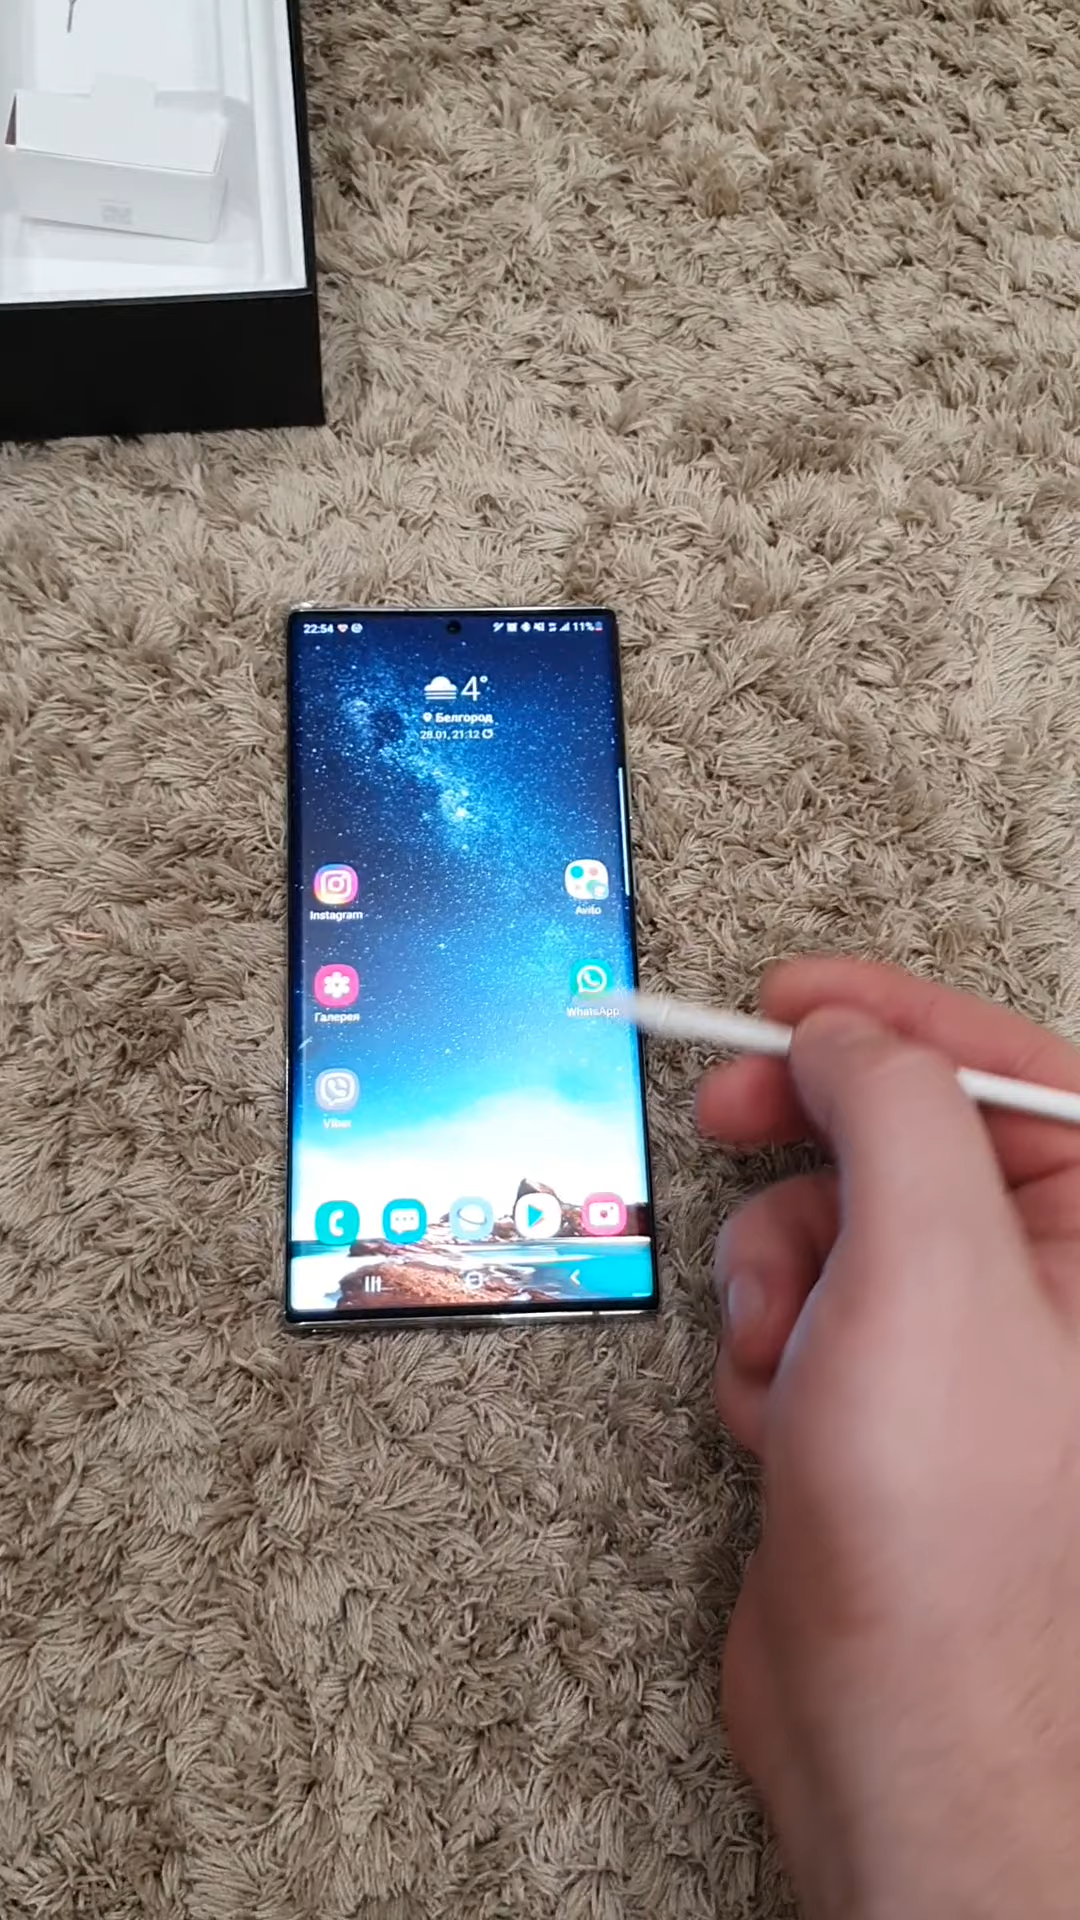 22:54
11%
4°
Белгород
28.01, 21:12
Instagram
Avito
Галерея
WhatsApp
Viber